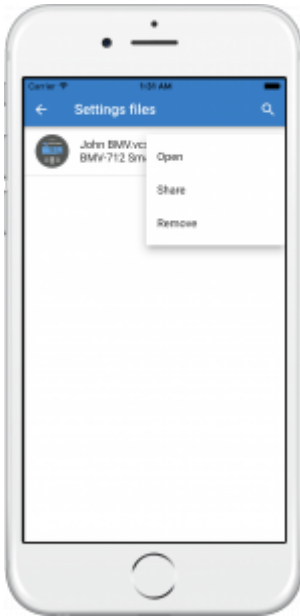 Carrier 1:01 AM
Settings files
John BMV.vc
BMV-712 Sm
Open
Share
Remove